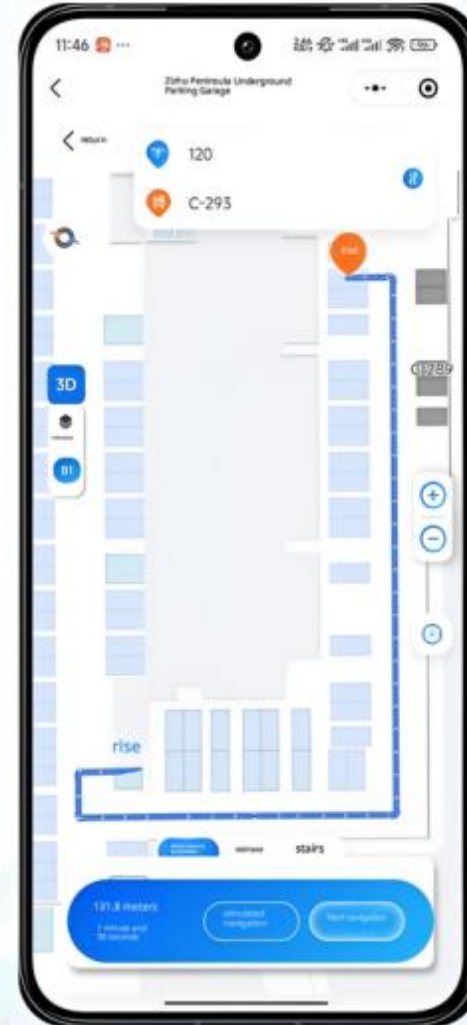 11:46
Zizhu Peninsula Underground
Parking Garage
return
120
C-293
End
3D
B1
rise
stairs
131.8 meters
1 minute and
38 seconds
simulated
navigation
Start navigation